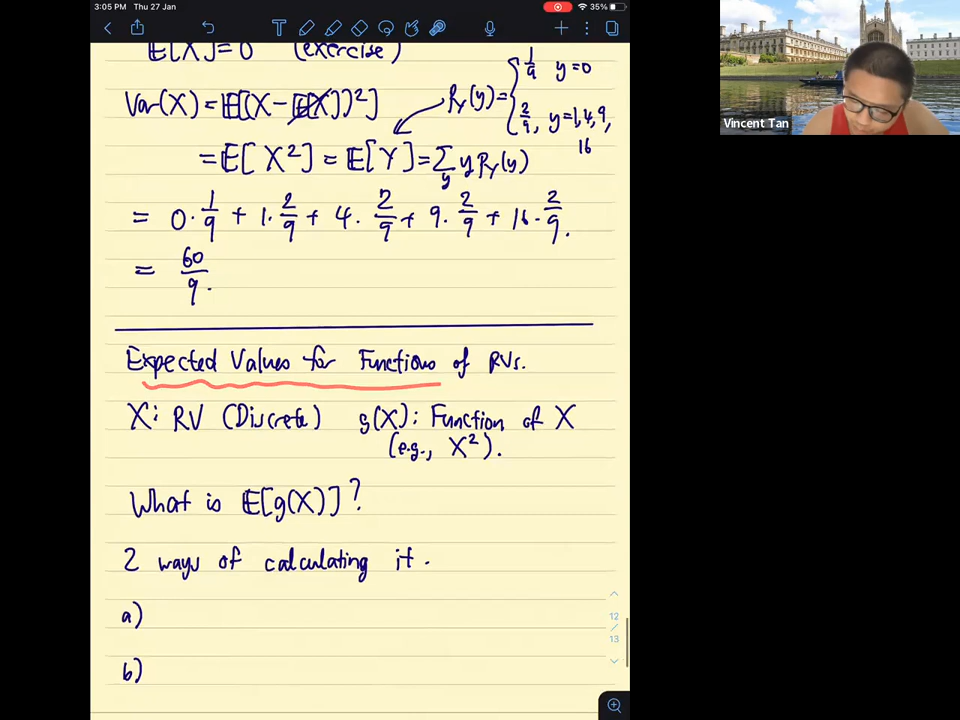 3:05 PM Thu 27 Jan
35%
E[X]=0 (exercise)
Var(X) = E[(X-E[X])²]
P_Y(y) = { 1/9 y=0
2/9, y=1,4,9,
16
= E[X²] = E[Y] = Σ_y y P_Y(y)
= 0·1/9 + 1·2/9 + 4·2/9 + 9·2/9 + 16·2/9.
= 60/9.
Expected Values for Functions of RVs.
X: RV (Discrete) g(X): Function of X
(e.g., X²).
What is E[g(X)]?
2 ways of calculating it.
a)
b)
12
/
13
Vincent Tan